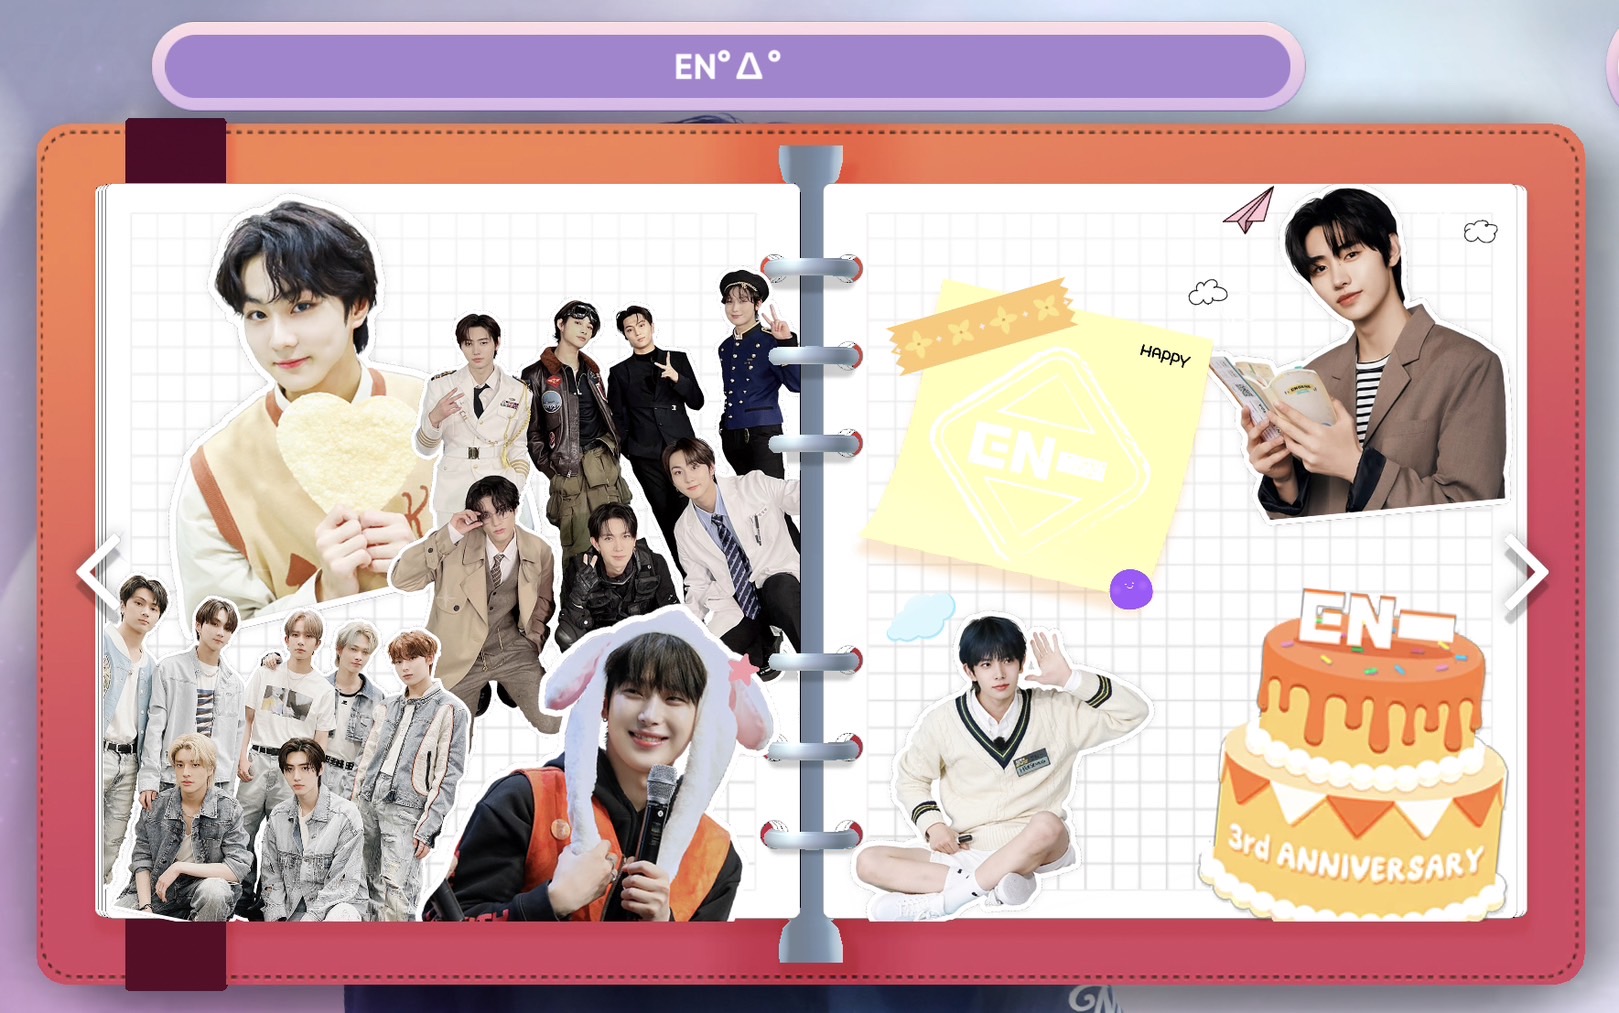 EN°Δ°
HAPPY
EN-
K
EN-
3rd ANNIVERSARY